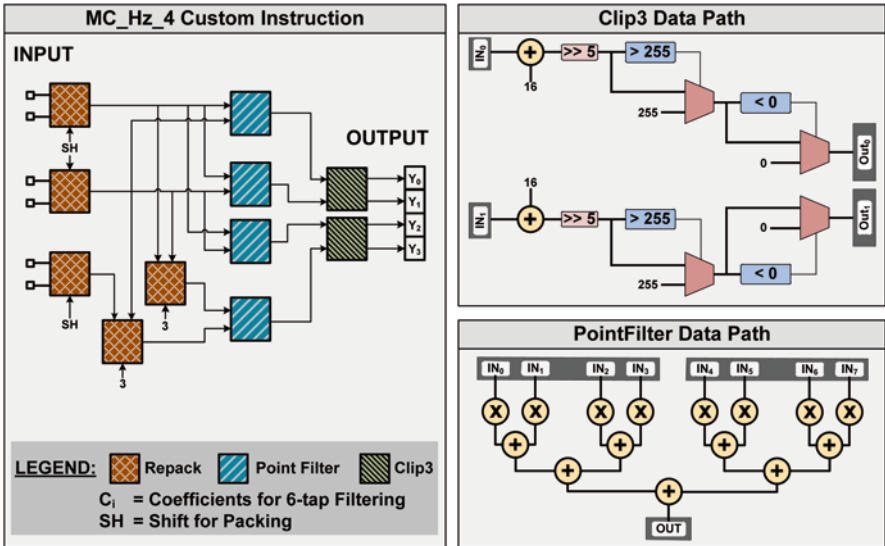 MC_Hz_4 Custom Instruction
INPUT
SH
SH
3
3
OUTPUT
Y₀
Y₁
Y₂
Y₃
LEGEND: Repack Point Filter Clip3
Cᵢ = Coefficients for 6-tap Filtering
SH = Shift for Packing
Clip3 Data Path
IN₀
+
16
>> 5
> 255
255
< 0
0
Out₀
IN₁
16
+
>> 5
> 255
255
< 0
0
Out₁
PointFilter Data Path
IN₀ IN₁ IN₂ IN₃ IN₄ IN₅ IN₆ IN₇
X X X X X X X X
+ + + +
+ +
+
OUT